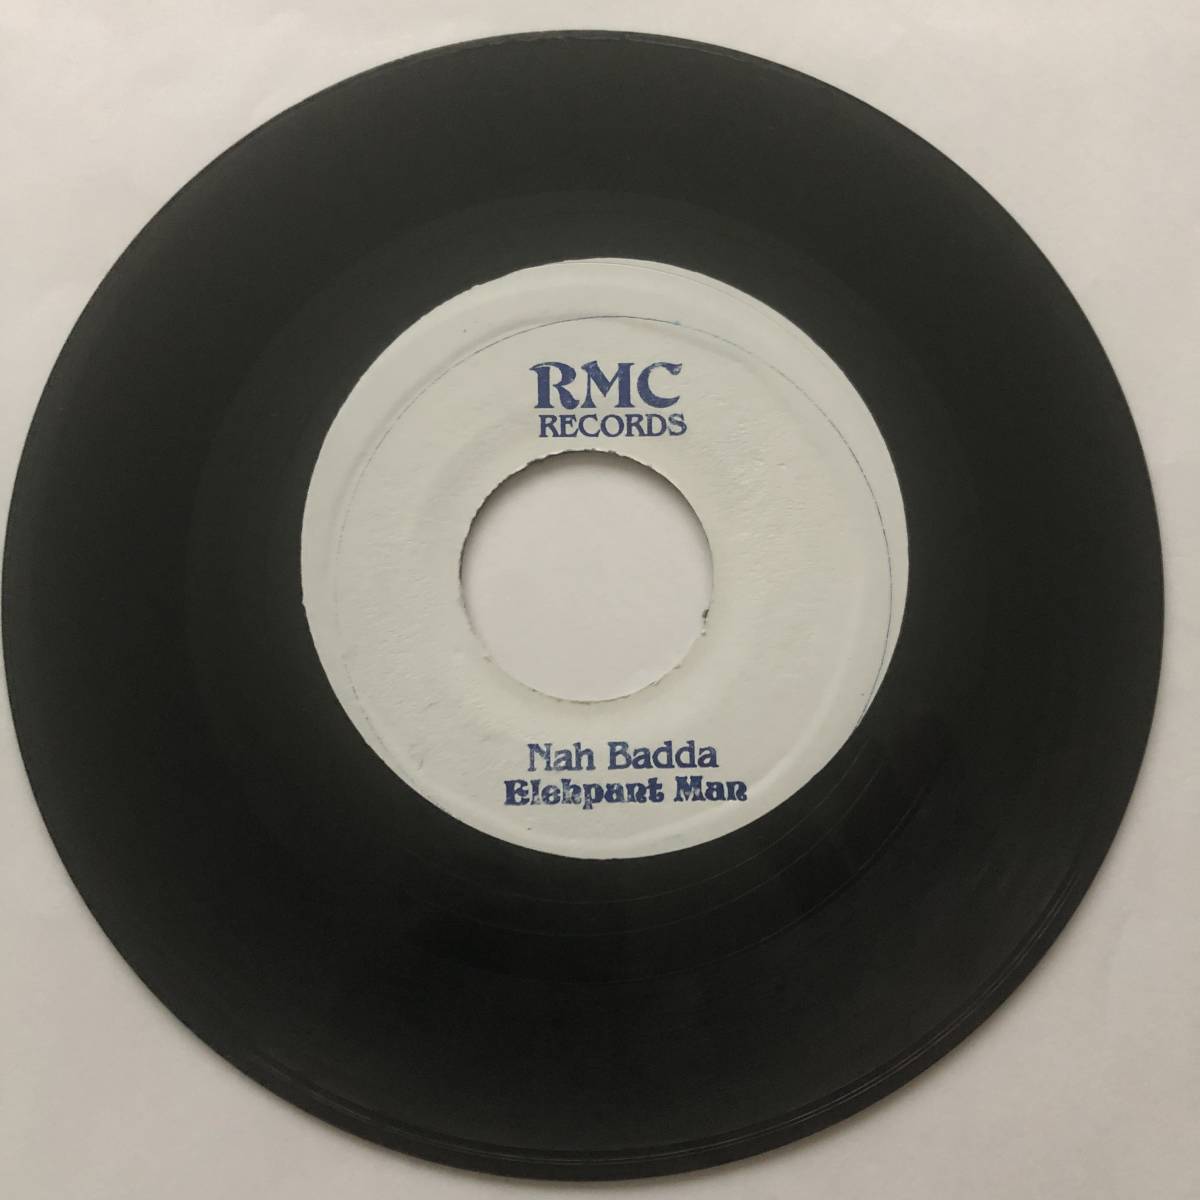 RMC
RECORDS
Nah Badda
Elehpant Man